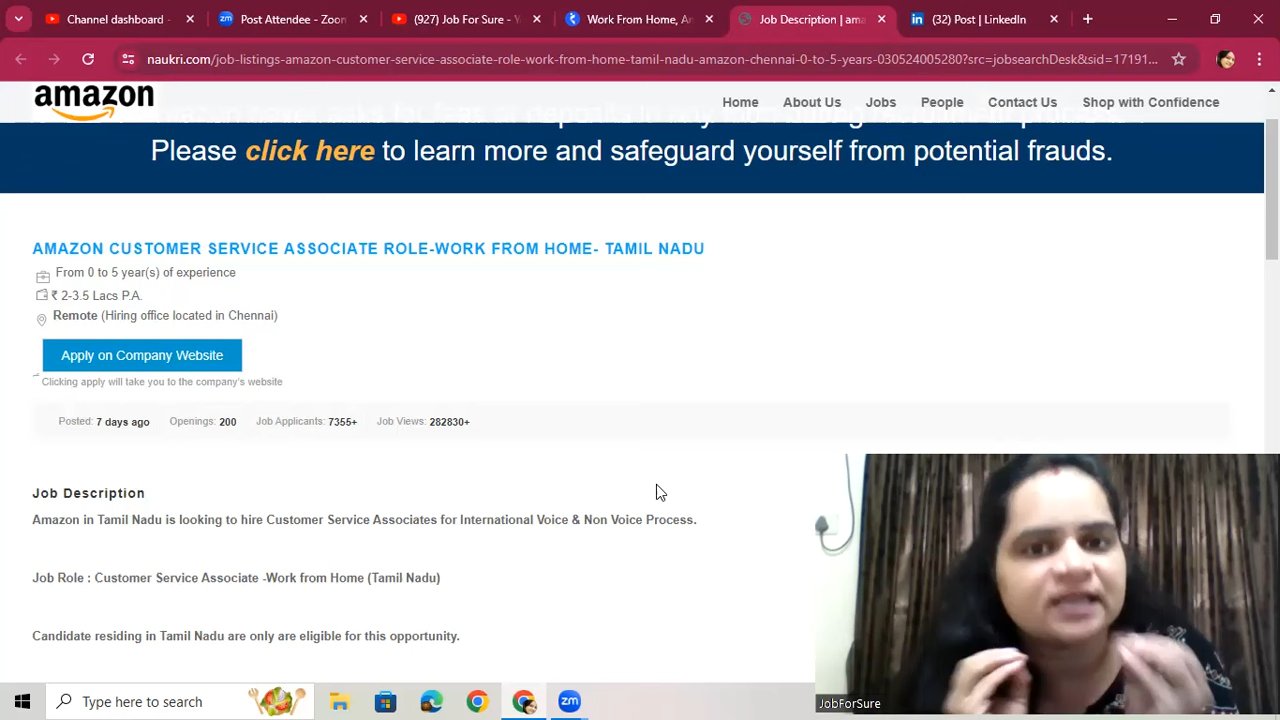 Channel dashboard -
Post Attendee - Zoom
(927) Job For Sure - Y
Work From Home, An
Job Description | ama
(32) Post | LinkedIn
naukri.com/job-listings-amazon-customer-service-associate-role-work-from-home-tamil-nadu-amazon-chennai-0-to-5-years-030524005280?src=jobsearchDesk&sid=17191...
amazon
Home
About Us
Jobs
People
Contact Us
Shop with Confidence
Please click here to learn more and safeguard yourself from potential frauds.
AMAZON CUSTOMER SERVICE ASSOCIATE ROLE-WORK FROM HOME- TAMIL NADU
From 0 to 5 year(s) of experience
₹ 2-3.5 Lacs P.A.
Remote (Hiring office located in Chennai)
Apply on Company Website
Clicking apply will take you to the company's website
Posted: 7 days ago Openings: 200 Job Applicants: 7355+ Job Views: 282830+
Job Description
Amazon in Tamil Nadu is looking to hire Customer Service Associates for International Voice & Non Voice Process.
Job Role : Customer Service Associate -Work from Home (Tamil Nadu)
Candidate residing in Tamil Nadu are only are eligible for this opportunity.
JobForSure
Type here to search
zm